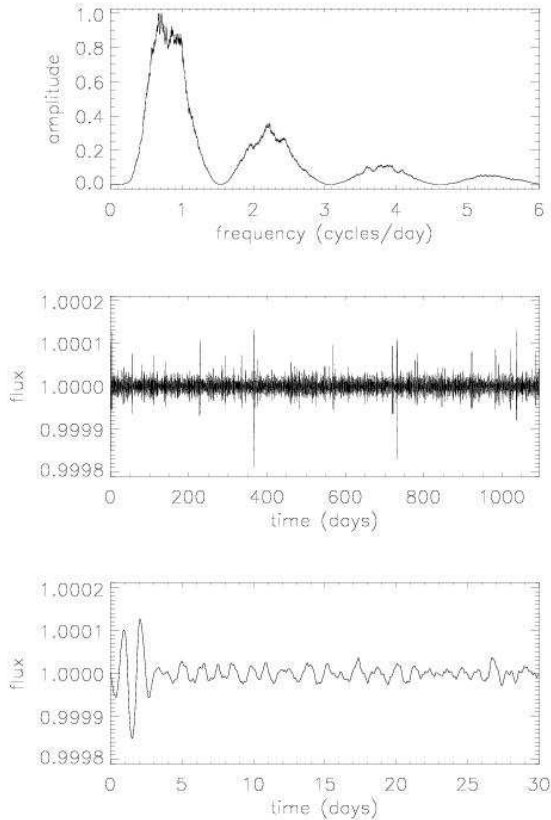 1.0
0.8
0.6
0.4
0.2
0.0
amplitude
0 1 2 3 4 5 6
frequency (cycles/day)
1.0002
1.0001
1.0000
0.9999
0.9998
flux
0 200 400 600 800 1000
time (days)
1.0002
1.0001
1.0000
0.9999
0.9998
flux
0 5 10 15 20 25 30
time (days)